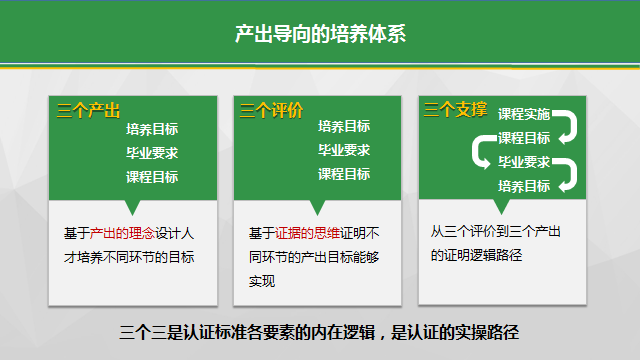 产出导向的培养体系
三个产出
培养目标
毕业要求
课程目标
基于产出的理念设计人
才培养不同环节的目标
三个评价
培养目标
毕业要求
课程目标
基于证据的思维证明不
同环节的产出目标能够
实现
三个支撑
课程实施
课程目标
毕业要求
培养目标
从三个评价到三个产出
的证明逻辑路径
三个三是认证标准各要素的内在逻辑，是认证的实操路径